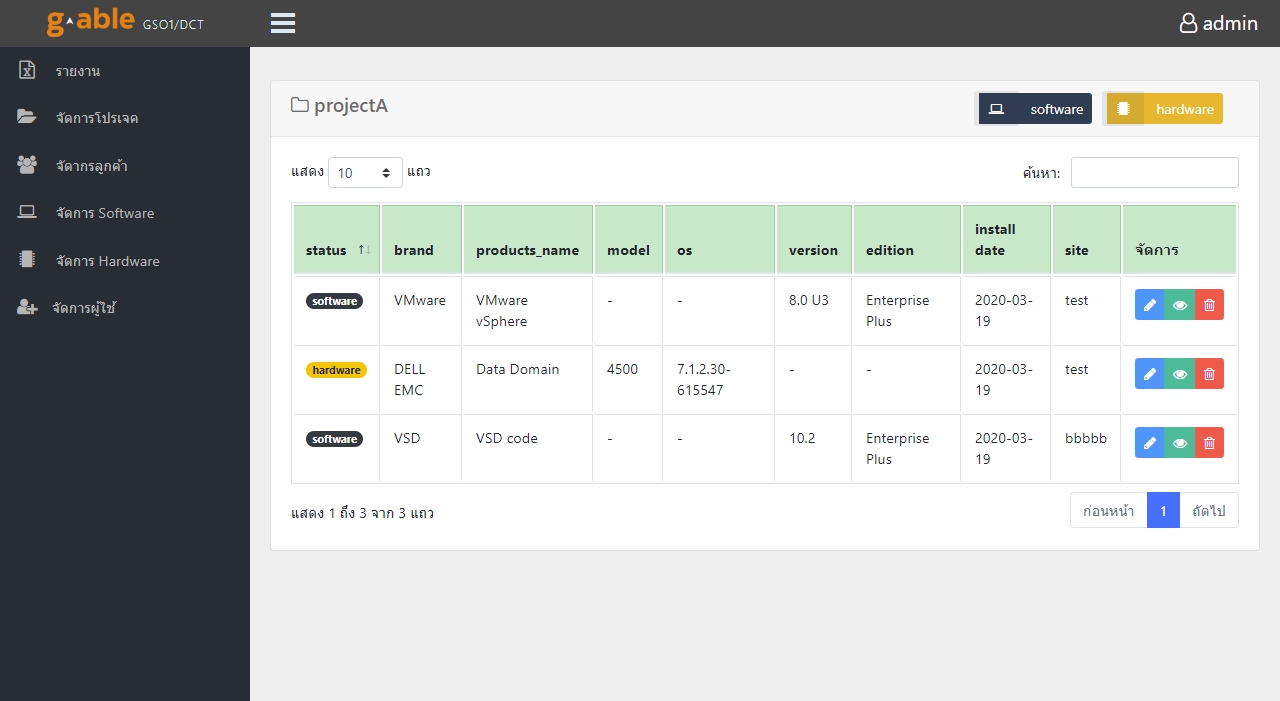 g^able GSO1/DCT
admin
รายงาน
จัดการโปรเจค
จัดการลูกค้า
จัดการ Software
จัดการ Hardware
จัดการผู้ใช้
projectA
software
hardware
แสดง 10 แถว
ค้นหา:
status brand products_name model os version edition install date site จัดการ
software VMware VMware vSphere - - 8.0 U3 Enterprise Plus 2020-03-19 test
hardware DELL EMC Data Domain 4500 7.1.2.30-615547 - - 2020-03-19 test
software VSD VSD code - - 10.2 Enterprise Plus 2020-03-19 bbbbb
แสดง 1 ถึง 3 จาก 3 แถว
ก่อนหน้า 1 ถัดไป